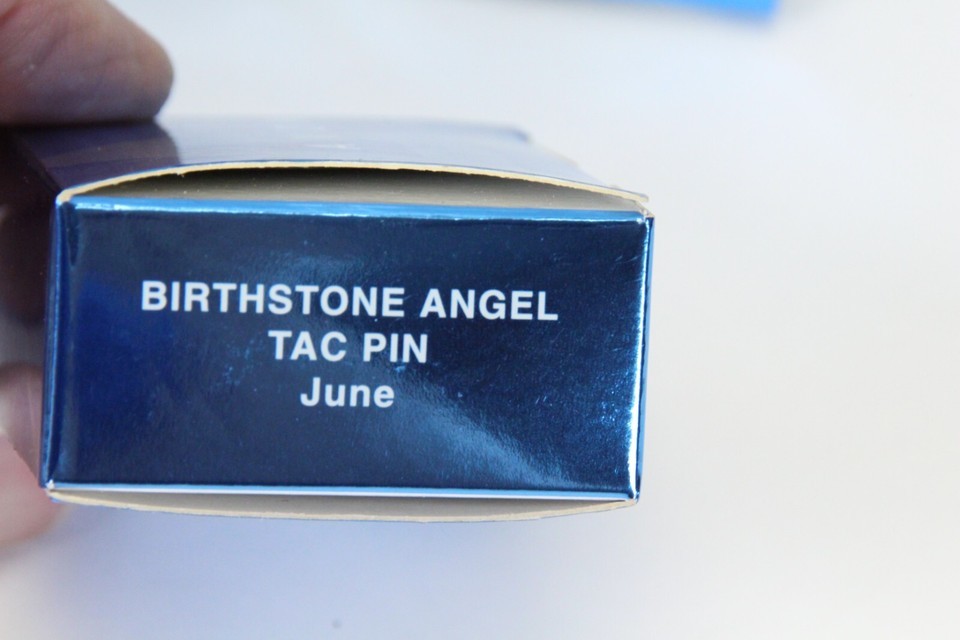 BIRTHSTONE ANGEL
TAC PIN
June